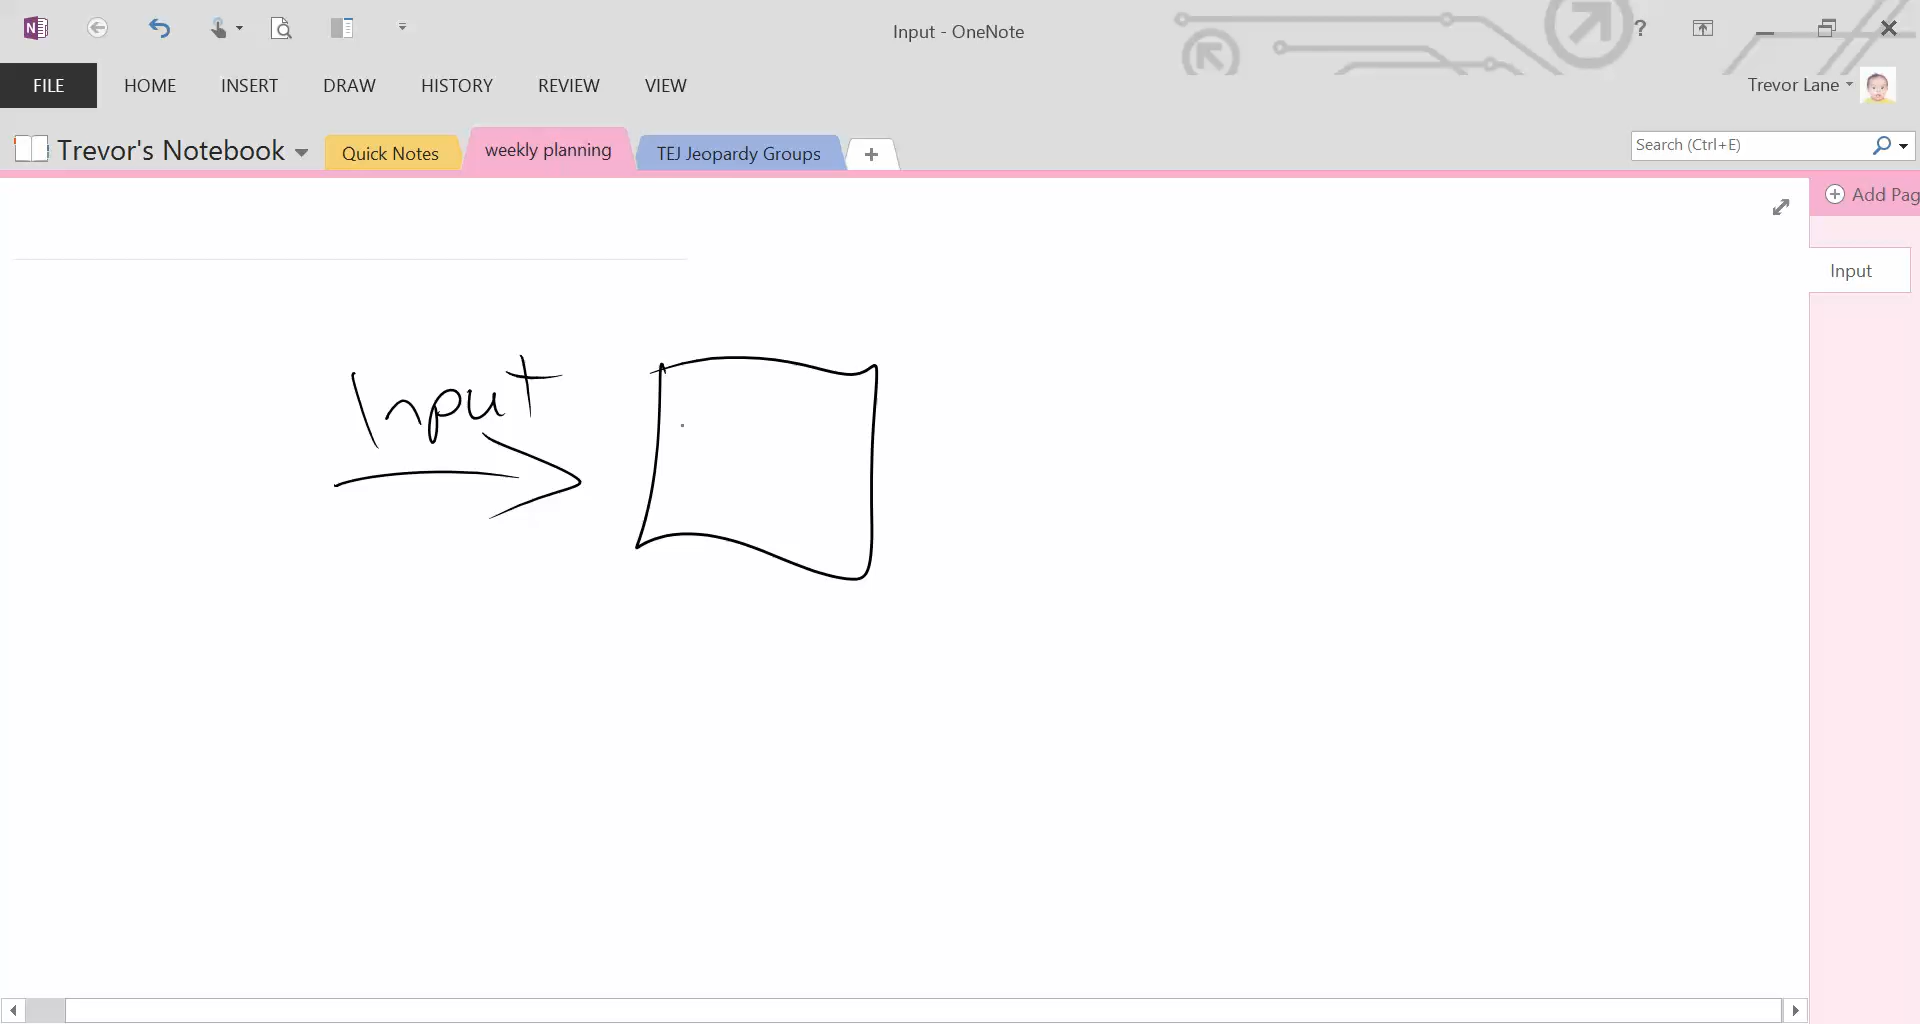 Input - OneNote
FILE HOME INSERT DRAW HISTORY REVIEW VIEW
Trevor Lane
Trevor's Notebook Quick Notes weekly planning TEJ Jeopardy Groups +
Search (Ctrl+E)
Add Pag
Input
Input